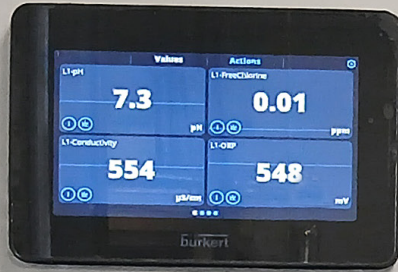 Values Actions
L1-pH
7.3
pH
L1-FreeChlorine
0.01
ppm
L1-Conductivity
554
µS/cm
L1-ORP
548
mV
burkert